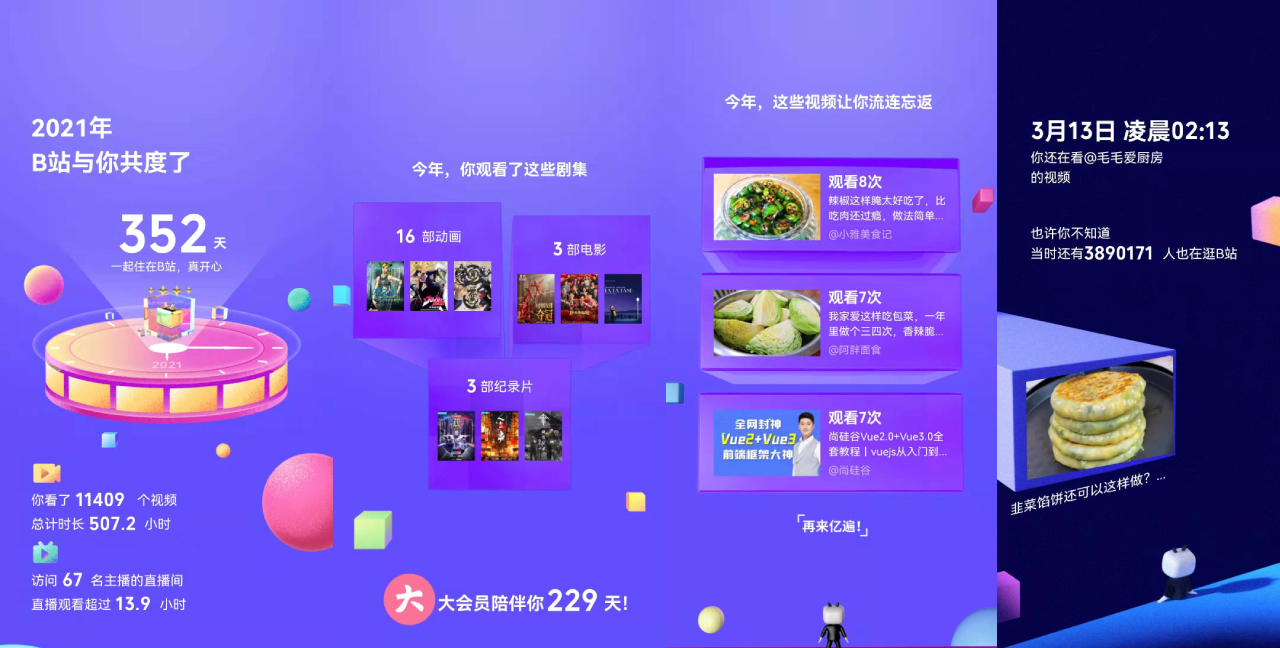 2021年
B站与你共度了
352 天
一起住在B站，真开心
2021
你看了 11409 个视频
总计时长 507.2 小时
访问 67 名主播的直播间
直播观看超过 13.9 小时
今年，你观看了这些剧集
16 部动画
3 部电影
3 部纪录片
大
大会员陪伴你 229 天！
今年，这些视频让你流连忘返
观看8次
辣椒这样腌太好吃了，比
吃肉还过瘾，做法简单...
@小雅美食记
观看7次
我家爱这样吃包菜，一年
里做个三四次，香辣脆...
@阿胖面食
全网封神
Vue2+Vue3
前端框架大神
观看7次
尚硅谷Vue2.0+Vue3.0全
套教程丨vuejs从入门到...
@尚硅谷
「再来亿遍!」
3月13日 凌晨02:13
你还在看@毛毛爱厨房
的视频
也许你不知道
当时还有3890171 人也在逛B站
韭菜馅饼还可以这样做？...